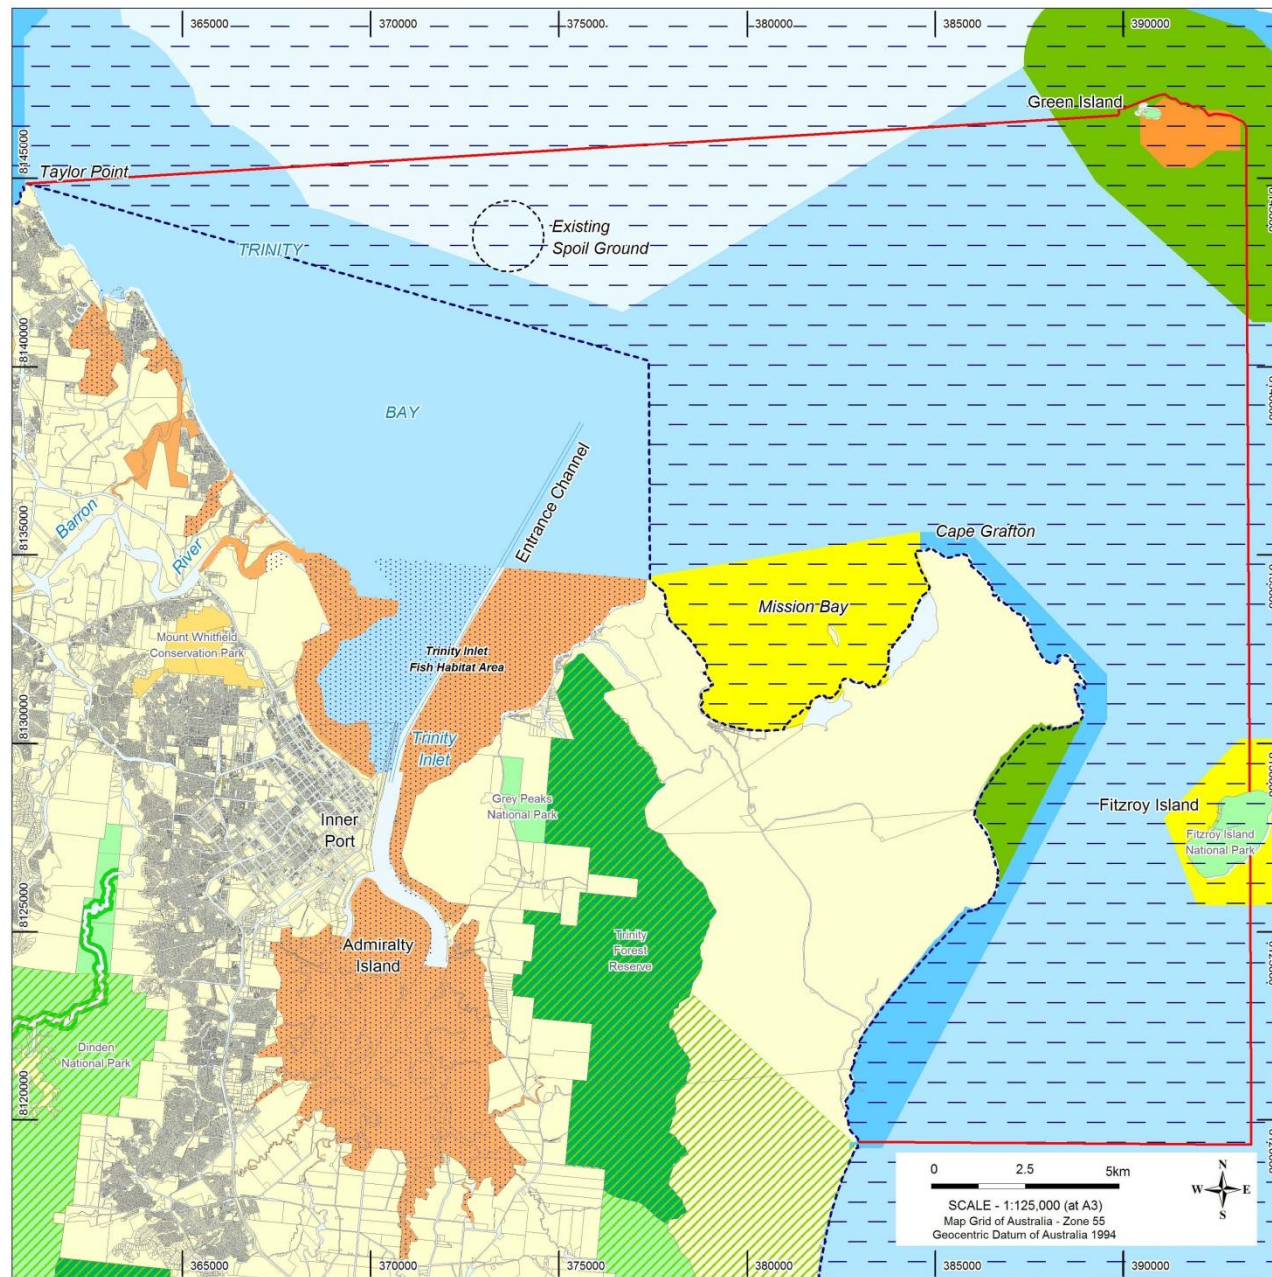 365000
370000
375000
380000
385000
390000
Green Island
8145000
Taylor Point
Existing
Spoil Ground
TRINITY
8140000
BAY
Entrance Channel
Barron
River
8135000
Cape Grafton
Mission Bay
Mount Whitfield
Conservation Park
Trinity Inlet
Fish Habitat Area
8130000
Trinity
Inlet
Grey Peaks
National Park
Inner
Port
Fitzroy Island
Fitzroy Island
National Park
8125000
Admiralty
Island
Trinity
Forest
Reserve
Dinden
National Park
8120000
0 2.5 5km
SCALE - 1:125,000 (at A3)
Map Grid of Australia - Zone 55
Geocentric Datum of Australia 1994
N
W E
S
365000
370000
375000
380000
385000
390000